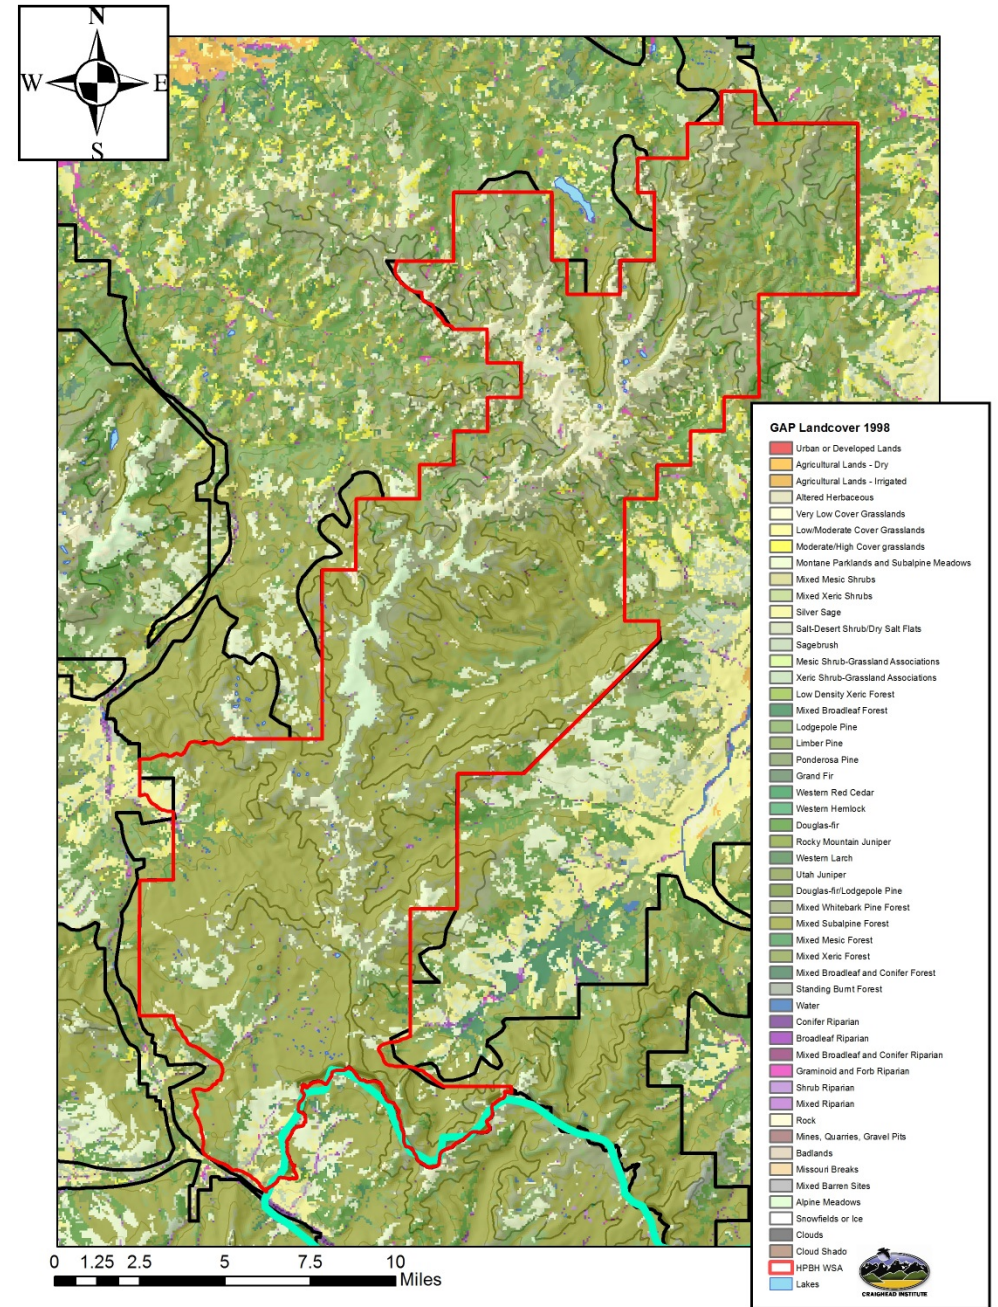 N
W
E
S
GAP Landcover 1998
Urban or Developed Lands
Agricultural Lands - Dry
Agricultural Lands - Irrigated
Altered Herbaceous
Very Low Cover Grasslands
Low/Moderate Cover Grasslands
Moderate/High Cover grasslands
Montane Parklands and Subalpine Meadows
Mixed Mesic Shrubs
Mixed Xeric Shrubs
Silver Sage
Salt-Desert Shrub/Dry Salt Flats
Sagebrush
Mesic Shrub-Grassland Associations
Xeric Shrub-Grassland Associations
Low Density Xeric Forest
Mixed Broadleaf Forest
Lodgepole Pine
Limber Pine
Ponderosa Pine
Grand Fir
Western Red Cedar
Western Hemlock
Douglas-fir
Rocky Mountain Juniper
Western Larch
Utah Juniper
Douglas-fir/Lodgepole Pine
Mixed Whitebark Pine Forest
Mixed Subalpine Forest
Mixed Mesic Forest
Mixed Xeric Forest
Mixed Broadleaf and Conifer Forest
Standing Burnt Forest
Water
Conifer Riparian
Broadleaf Riparian
Mixed Broadleaf and Conifer Riparian
Graminoid and Forb Riparian
Shrub Riparian
Mixed Riparian
Rock
Mines, Quarries, Gravel Pits
Badlands
Missouri Breaks
Mixed Barren Sites
Alpine Meadows
Snowfields or Ice
Clouds
Cloud Shado
HPBH WSA
Lakes
CRAIGHEAD INSTITUTE
0 1.25 2.5 5 7.5 10
Miles